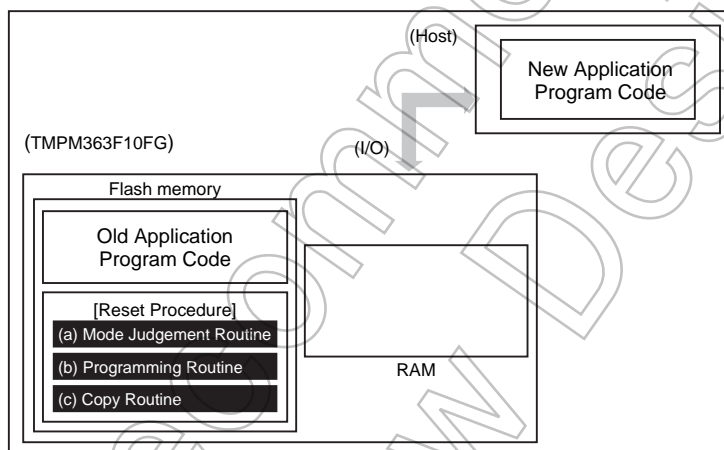 (Host)
New Application
Program Code
(TMPM363F10FG)
(I/O)
Flash memory
Old Application
Program Code
[Reset Procedure]
(a) Mode Judgement Routine
(b) Programming Routine
(c) Copy Routine
RAM